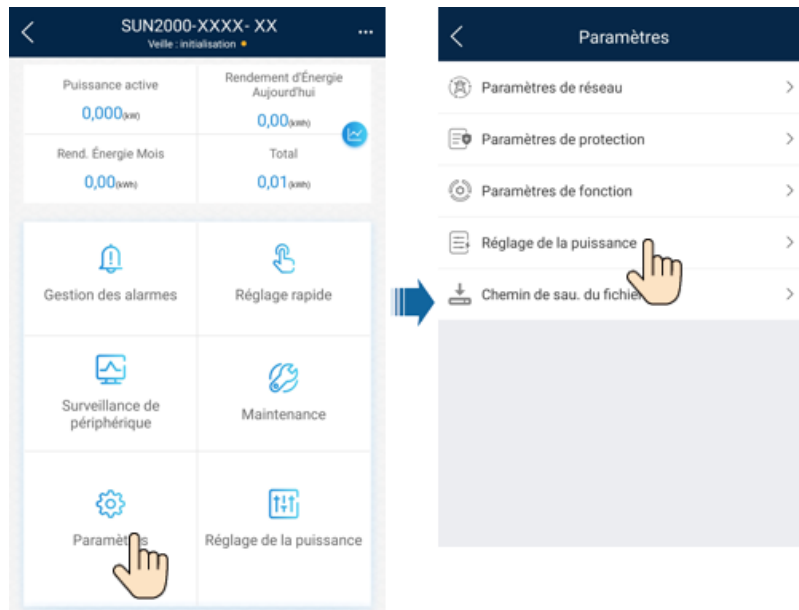 SUN2000-XXXX- XX
Veille : initialisation
Puissance active
0,000(kW)
Rendement d'Énergie
Aujourd'hui
0,00(kWh)
Rend. Énergie Mois
0,00(kWh)
Total
0,01(kWh)
Gestion des alarmes
Réglage rapide
Surveillance de
périphérique
Maintenance
Paramètres
Réglage de la puissance
Paramètres
Paramètres de réseau
Paramètres de protection
Paramètres de fonction
Réglage de la puissance
Chemin de sau. du fichier